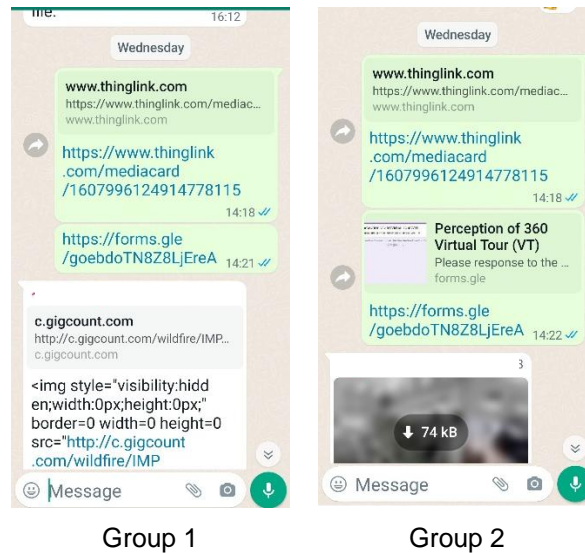 me.
16:12
Wednesday
www.thinglink.com
https://www.thinglink.com/mediac...
www.thinglink.com
https://www.thinglink
.com/mediacard
/1607996124914778115
14:18
https://forms.gle
/goebdoTN8Z8LjEreA 14:21
c.gigcount.com
http://c.gigcount.com/wildfire/IMP...
c.gigcount.com
<img style="visibility:hidd
en;width:0px;height:0px;"
border=0 width=0 height=0
src="http://c.gigcount
.com/wildfire/IMP
Message
Group 1
Wednesday
www.thinglink.com
https://www.thinglink.com/mediac...
www.thinglink.com
https://www.thinglink
.com/mediacard
/1607996124914778115
14:18
Perception of 360
Virtual Tour (VT)
Please response to the ...
forms.gle
https://forms.gle
/goebdoTN8Z8LjEreA 14:22
74 kB
Message
Group 2